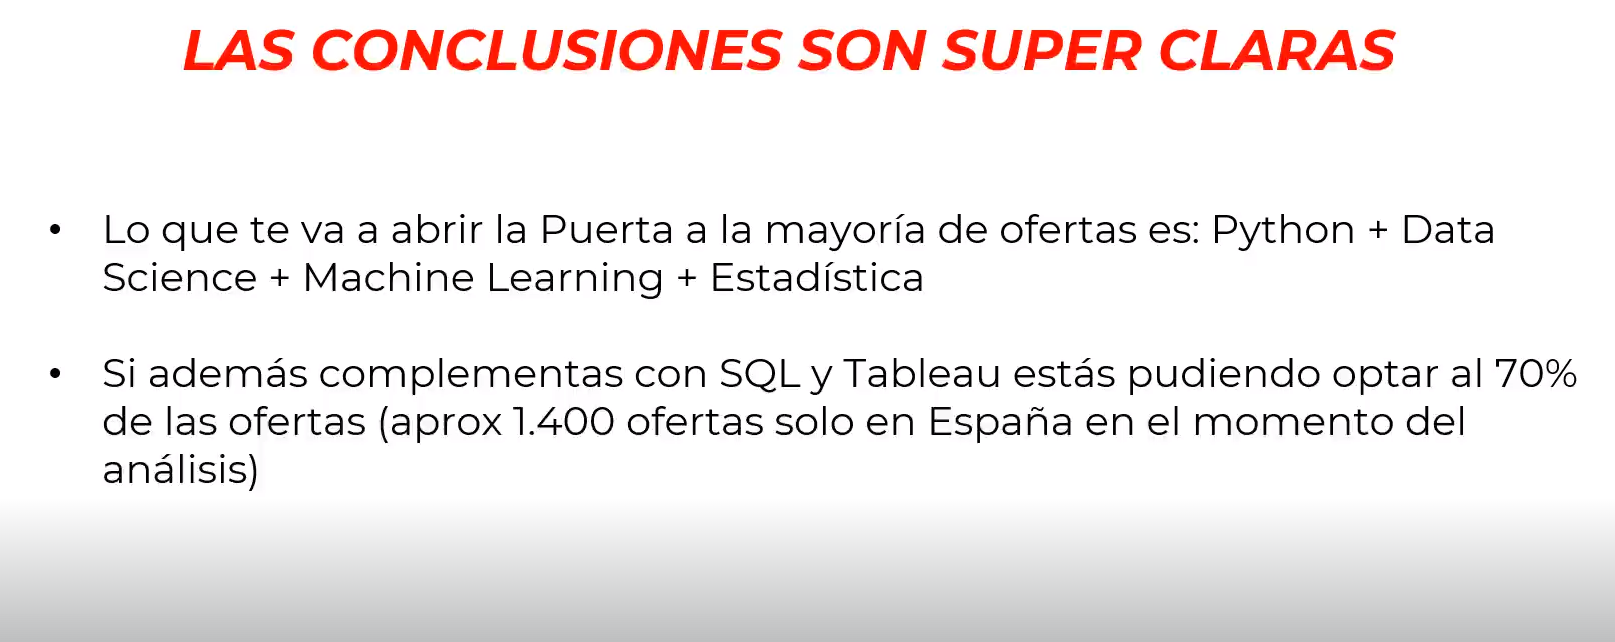 LAS CONCLUSIONES SON SUPER CLARAS
• Lo que te va a abrir la Puerta a la mayoría de ofertas es: Python + Data
Science + Machine Learning + Estadística
• Si además complementas con SQL y Tableau estás pudiendo optar al 70%
de las ofertas (aprox 1.400 ofertas solo en España en el momento del
análisis)